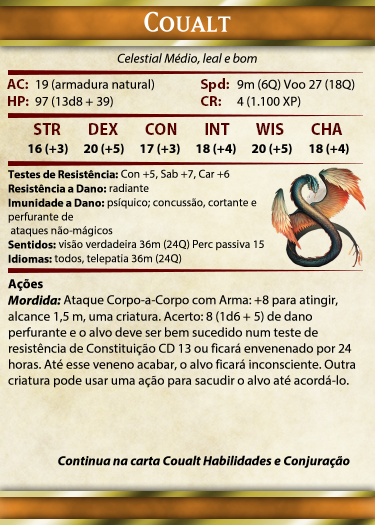 COUALT
Celestial Médio, leal e bom
AC: 19 (armadura natural) Spd: 9m (6Q) Voo 27 (18Q)
HP: 97 (13d8 + 39) CR: 4 (1.100 XP)
STR DEX CON INT WIS CHA
16 (+3) 20 (+5) 17 (+3) 18 (+4) 20 (+5) 18 (+4)
Testes de Resistência: Con +5, Sab +7, Car +6
Resistência a Dano: radiante
Imunidade a Dano: psíquico; concussão, cortante e
perfurante de
ataques não-mágicos
Sentidos: visão verdadeira 36m (24Q) Perc passiva 15
Idiomas: todos, telepatia 36m (24Q)
Ações
Mordida: Ataque Corpo-a-Corpo com Arma: +8 para atingir,
alcance 1,5 m, uma criatura. Acerto: 8 (1d6 + 5) de dano
perfurante e o alvo deve ser bem sucedido num teste de
resistência de Constituição CD 13 ou ficará envenenado por 24
horas. Até esse veneno acabar, o alvo ficará inconsciente. Outra
criatura pode usar uma ação para sacudir o alvo até acordá-lo.
Continua na carta Coualt Habilidades e Conjuração